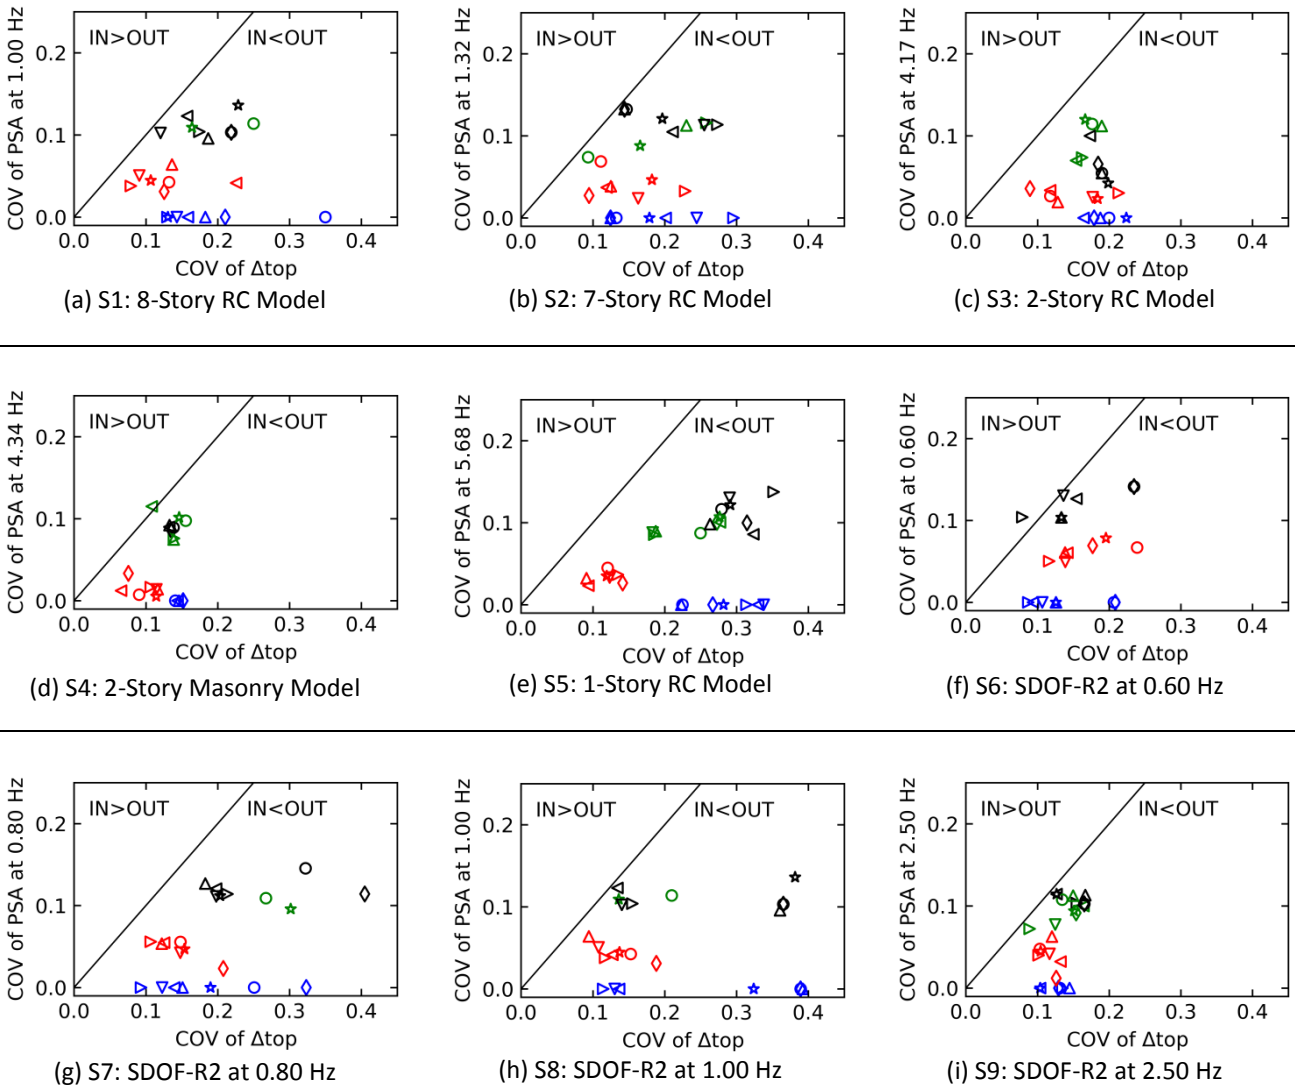 COV of PSA at 1.00 Hz
IN>OUT
IN<OUT
0.2
0.1
0.0
0.0 0.1 0.2 0.3 0.4
COV of Δtop
(a) S1: 8-Story RC Model
COV of PSA at 1.32 Hz
IN>OUT
IN<OUT
0.2
0.1
0.0
0.0 0.1 0.2 0.3 0.4
COV of Δtop
(b) S2: 7-Story RC Model
COV of PSA at 4.17 Hz
IN>OUT
IN<OUT
0.2
0.1
0.0
0.0 0.1 0.2 0.3 0.4
COV of Δtop
(c) S3: 2-Story RC Model
COV of PSA at 4.34 Hz
IN>OUT
IN<OUT
0.2
0.1
0.0
0.0 0.1 0.2 0.3 0.4
COV of Δtop
(d) S4: 2-Story Masonry Model
COV of PSA at 5.68 Hz
IN>OUT
IN<OUT
0.2
0.1
0.0
0.0 0.1 0.2 0.3 0.4
COV of Δtop
(e) S5: 1-Story RC Model
COV of PSA at 0.60 Hz
IN>OUT
IN<OUT
0.2
0.1
0.0
0.0 0.1 0.2 0.3 0.4
COV of Δtop
(f) S6: SDOF-R2 at 0.60 Hz
COV of PSA at 0.80 Hz
IN>OUT
IN<OUT
0.2
0.1
0.0
0.0 0.1 0.2 0.3 0.4
COV of Δtop
(g) S7: SDOF-R2 at 0.80 Hz
COV of PSA at 1.00 Hz
IN>OUT
IN<OUT
0.2
0.1
0.0
0.0 0.1 0.2 0.3 0.4
COV of Δtop
(h) S8: SDOF-R2 at 1.00 Hz
COV of PSA at 2.50 Hz
IN>OUT
IN<OUT
0.2
0.1
0.0
0.0 0.1 0.2 0.3 0.4
COV of Δtop
(i) S9: SDOF-R2 at 2.50 Hz